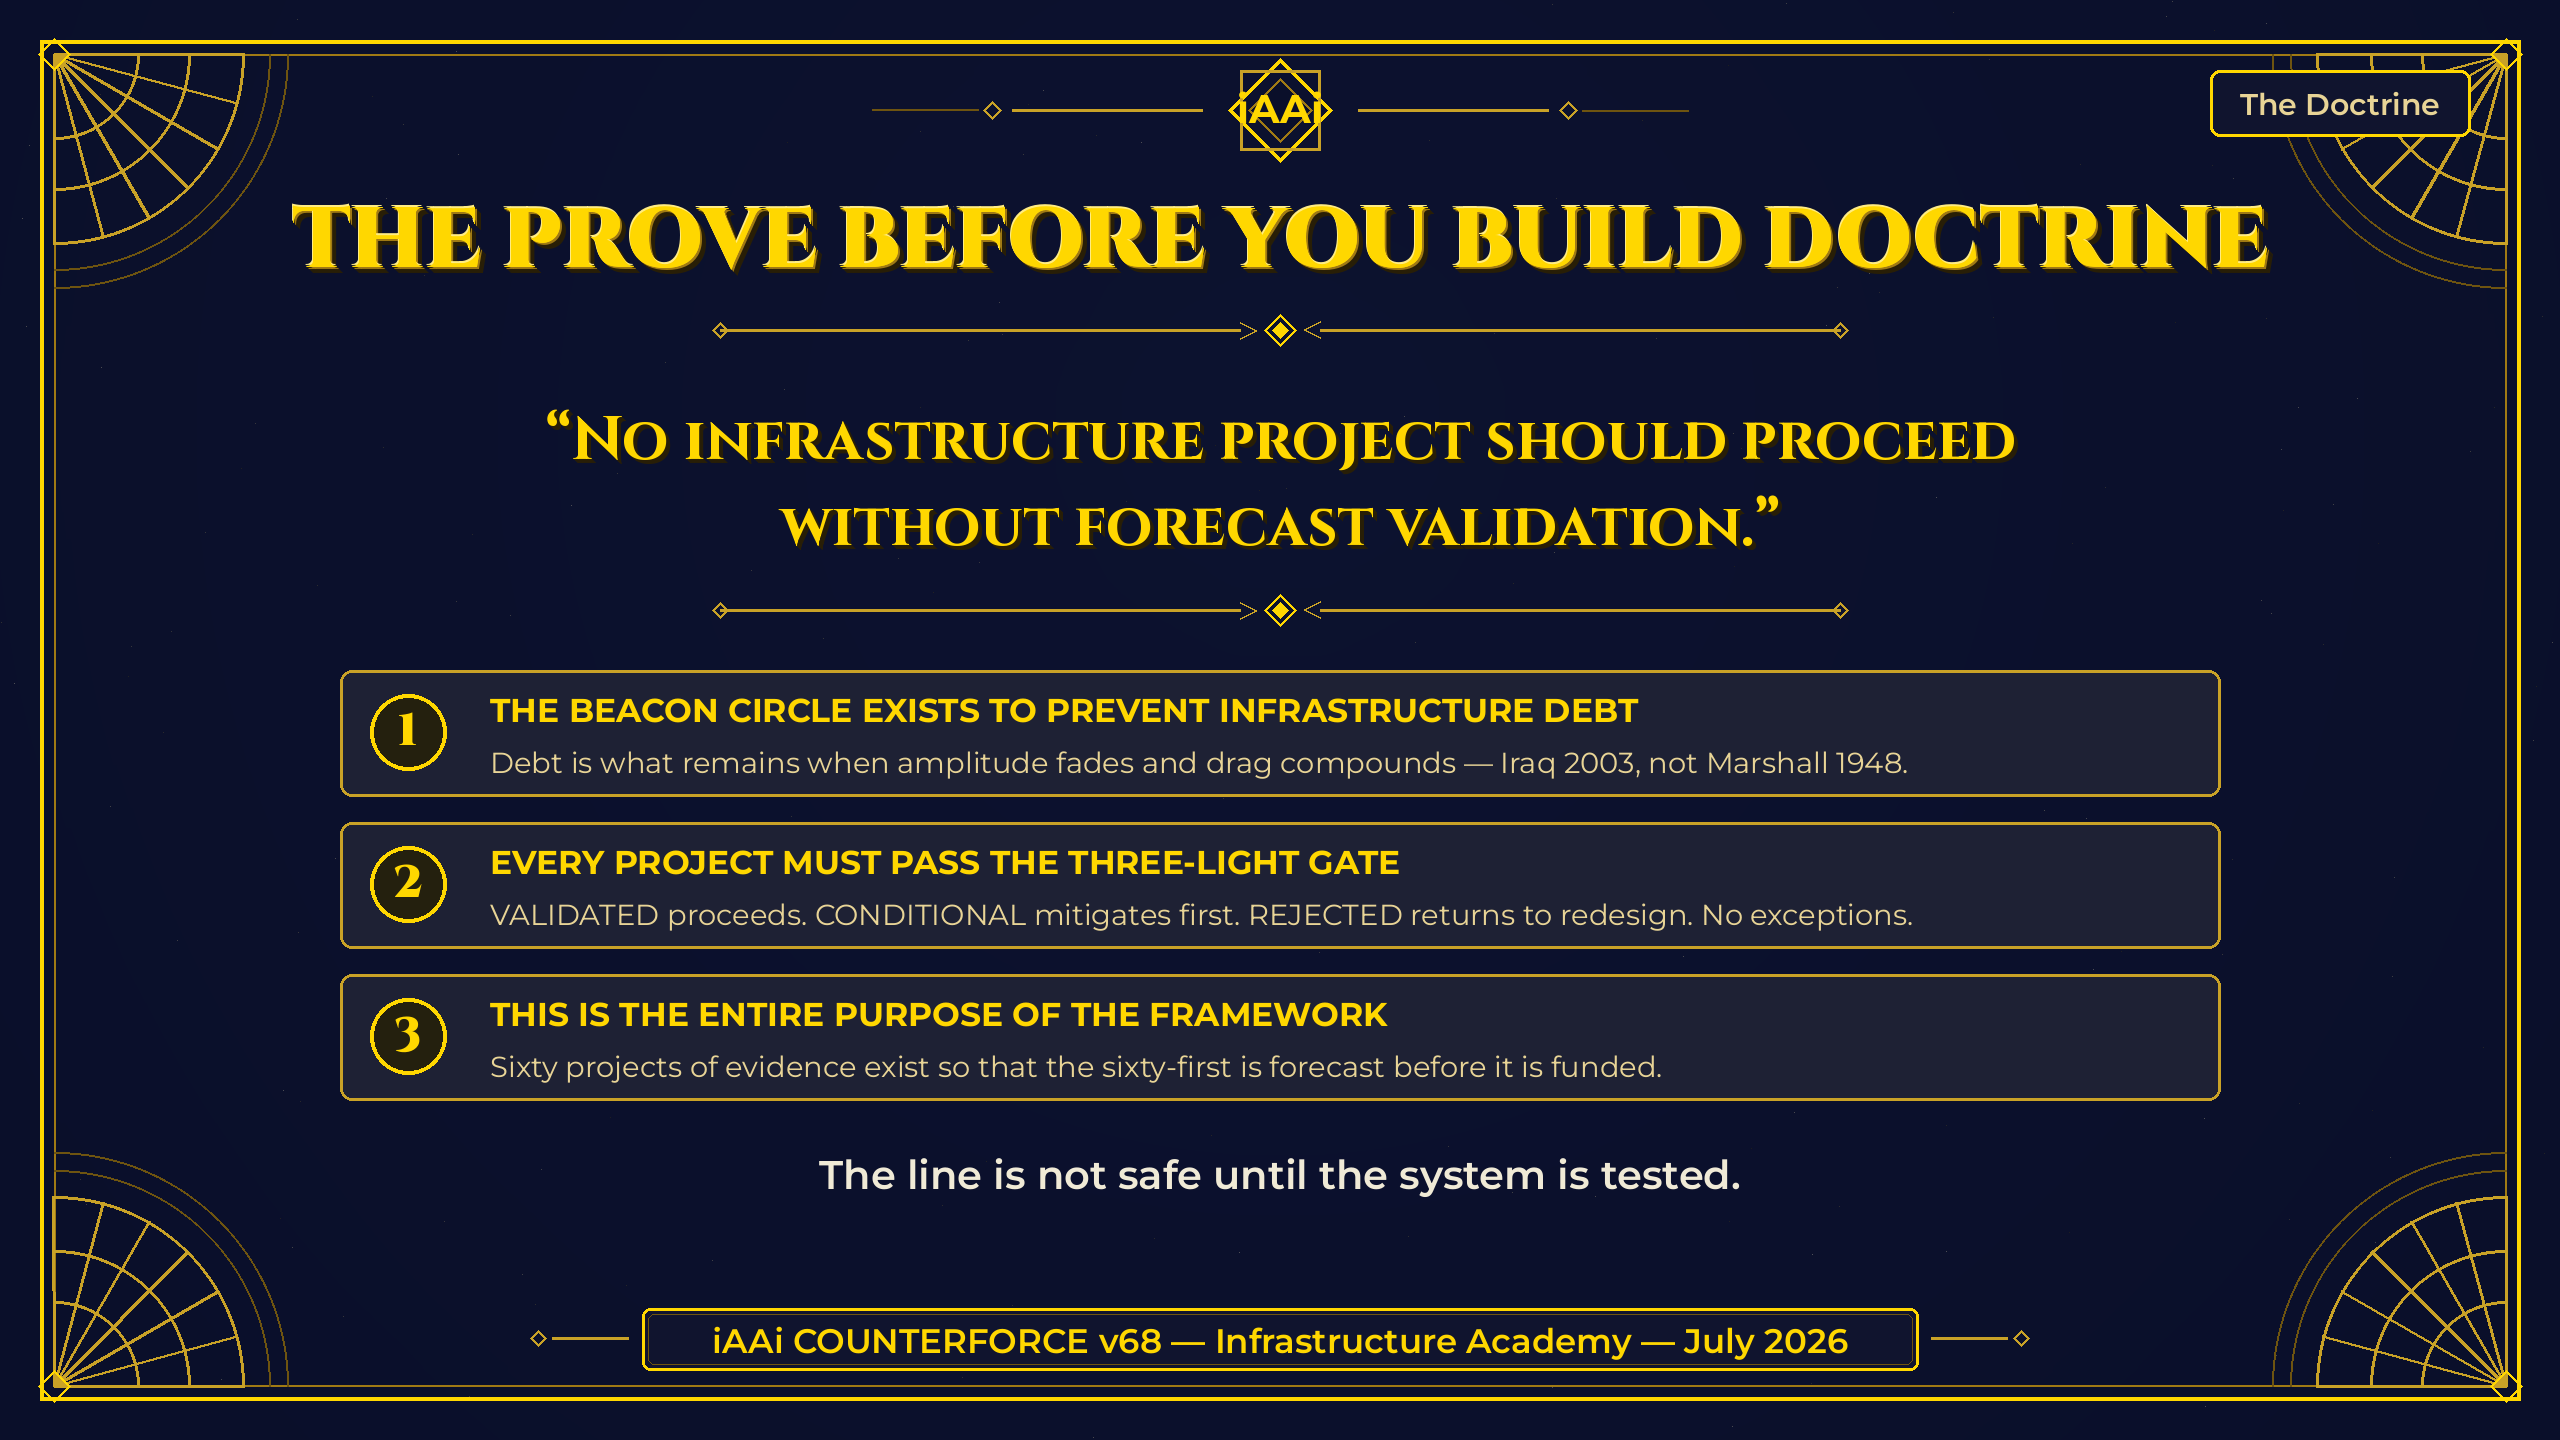 iAAi
The Doctrine
THE PROVE BEFORE YOU BUILD DOCTRINE
“No infrastructure project should proceed
without forecast validation.”
1
THE BEACON CIRCLE EXISTS TO PREVENT INFRASTRUCTURE DEBT
Debt is what remains when amplitude fades and drag compounds — Iraq 2003, not Marshall 1948.
2
EVERY PROJECT MUST PASS THE THREE-LIGHT GATE
VALIDATED proceeds. CONDITIONAL mitigates first. REJECTED returns to redesign. No exceptions.
3
THIS IS THE ENTIRE PURPOSE OF THE FRAMEWORK
Sixty projects of evidence exist so that the sixty-first is forecast before it is funded.
The line is not safe until the system is tested.
iAAi COUNTERFORCE v68 — Infrastructure Academy — July 2026